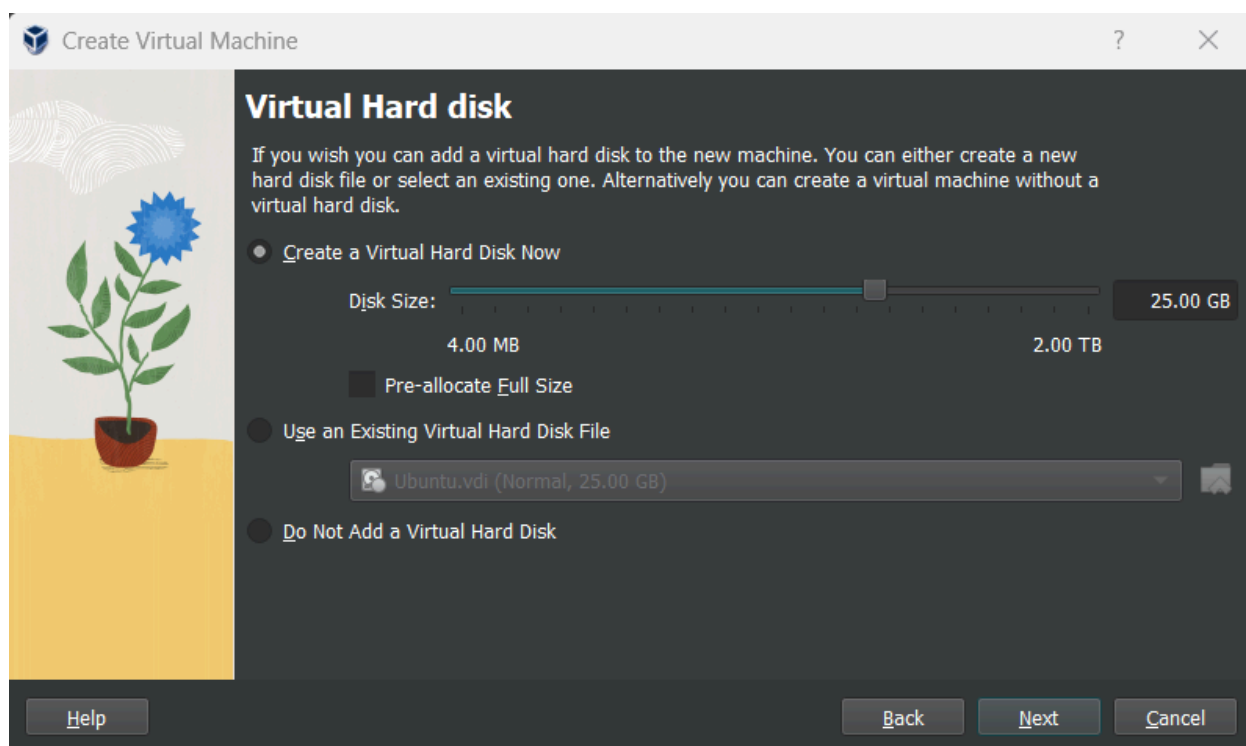 Create Virtual Machine
?
Virtual Hard disk
If you wish you can add a virtual hard disk to the new machine. You can either create a new
hard disk file or select an existing one. Alternatively you can create a virtual machine without a
virtual hard disk.
Create a Virtual Hard Disk Now
Disk Size:
25.00 GB
4.00 MB
2.00 TB
Pre-allocate Full Size
Use an Existing Virtual Hard Disk File
Ubuntu.vdi (Normal, 25.00 GB)
Do Not Add a Virtual Hard Disk
Help
Back
Next
Cancel